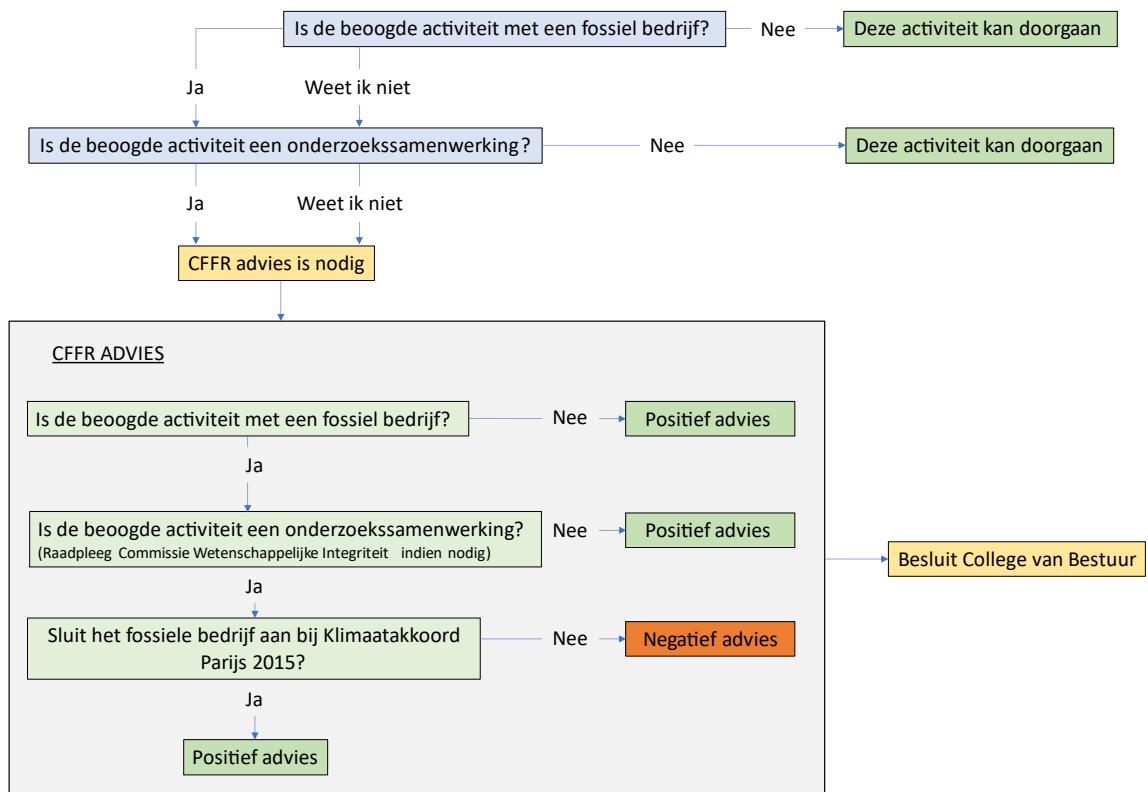 Is de beoogde activiteit met een fossiel bedrijf?
Nee
Deze activiteit kan doorgaan
Ja
Weet ik niet
Is de beoogde activiteit een onderzoekssamenwerking?
Nee
Deze activiteit kan doorgaan
Ja
Weet ik niet
CFFR advies is nodig
CFFR ADVIES
Is de beoogde activiteit met een fossiel bedrijf?
Nee
Positief advies
Ja
Is de beoogde activiteit een onderzoekssamenwerking?
(Raadpleeg Commissie Wetenschappelijke Integriteit indien nodig)
Nee
Positief advies
Besluit College van Bestuur
Ja
Sluit het fossiele bedrijf aan bij Klimaatakkoord
Parijs 2015?
Nee
Negatief advies
Ja
Positief advies